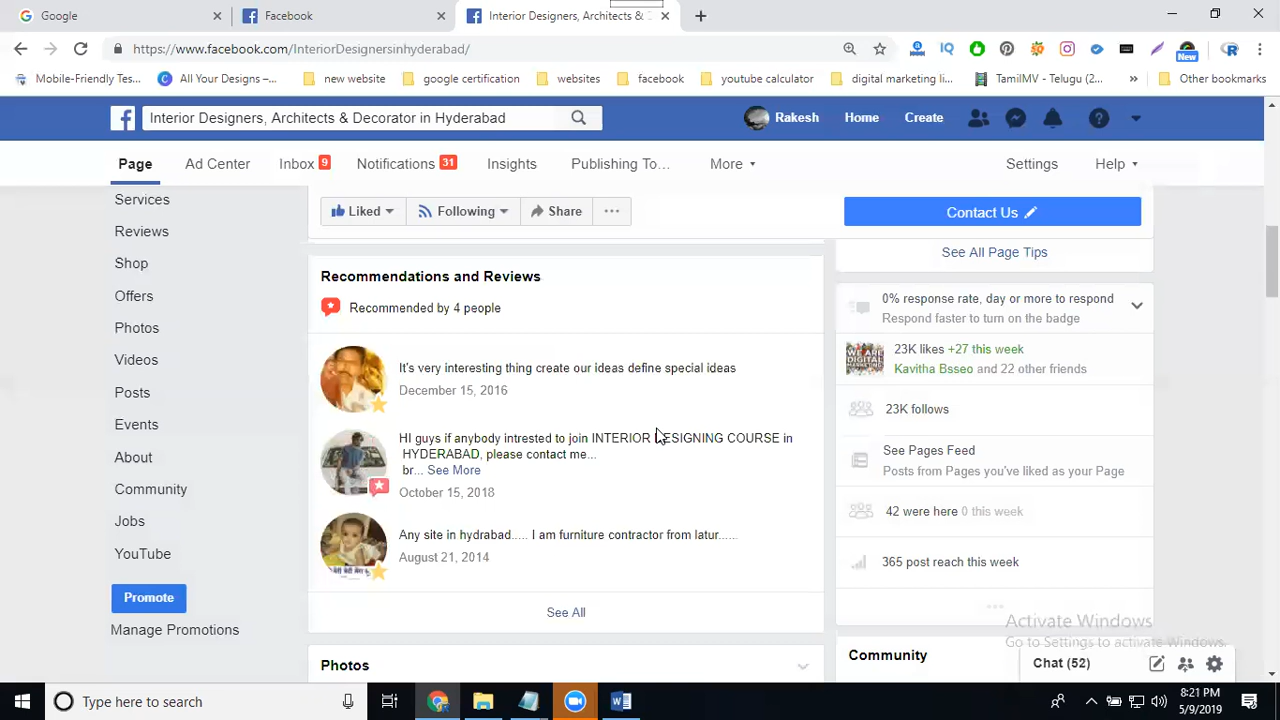 Google
Facebook
Interior Designers, Architects &
https://www.facebook.com/InteriorDesignersinhyderabad/
New
Mobile-Friendly Tes...
All Your Designs –...
new website
google certification
websites
facebook
youtube calculator
digital marketing li...
TamilMV - Telugu (2...
Other bookmarks
Interior Designers, Architects & Decorator in Hyderabad
Rakesh
Home
Create
Page
Ad Center
Inbox 9
Notifications 31
Insights
Publishing To...
More
Settings
Help
Services
Reviews
Shop
Offers
Photos
Videos
Posts
Events
About
Community
Jobs
YouTube
Promote
Manage Promotions
Liked
Following
Share
Contact Us
Recommendations and Reviews
Recommended by 4 people
It's very interesting thing create our ideas define special ideas
December 15, 2016
HI guys if anybody intrested to join INTERIOR DESIGNING COURSE in
HYDERABAD, please contact me...
br... See More
October 15, 2018
Any site in hydrabad..... I am furniture contractor from latur......
August 21, 2014
See All
Photos
See All Page Tips
0% response rate, day or more to respond
Respond faster to turn on the badge
WE ARE
DIGITAL
23K likes +27 this week
Kavitha Bsseo and 22 other friends
23K follows
See Pages Feed
Posts from Pages you've liked as your Page
42 were here 0 this week
365 post reach this week
Activate Windows
Go to Settings to activate Windows.
Community
Chat (52)
Type here to search
8:21 PM
5/9/2019